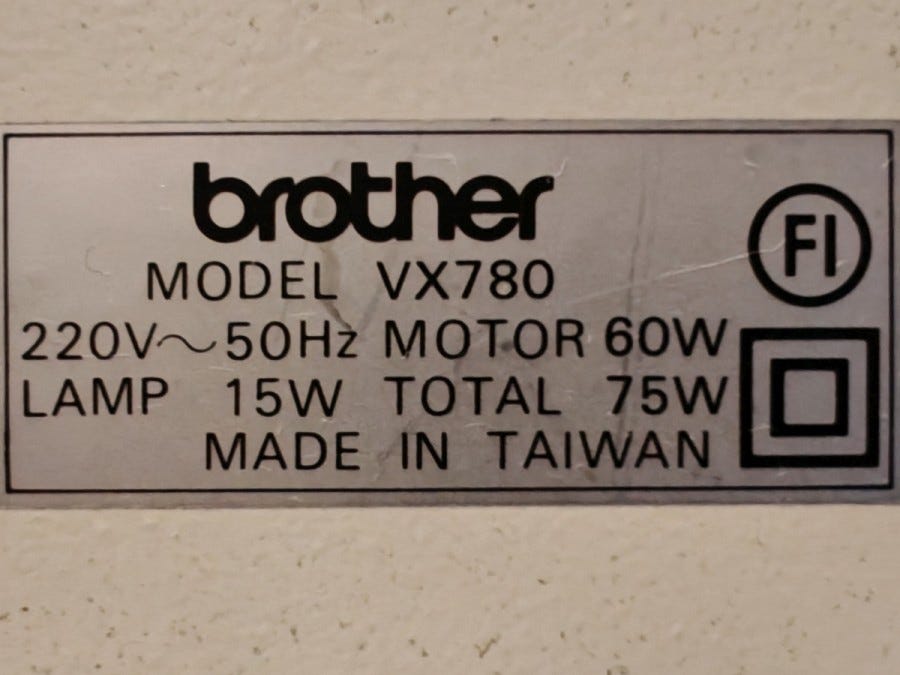 brother
MODEL VX780
FI
220V~50Hz MOTOR 60W
LAMP 15W TOTAL 75W
MADE IN TAIWAN